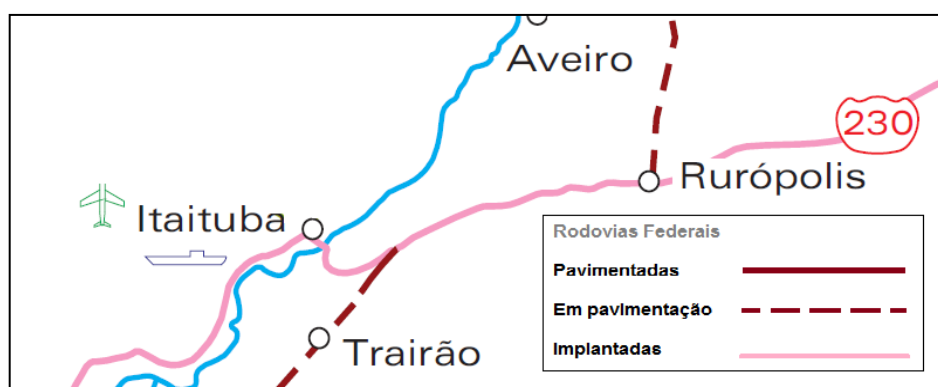 Aveiro
230
Rurópolis
Itaituba
Trairão
Rodovias Federais
Pavimentadas
Em pavimentação
Implantadas